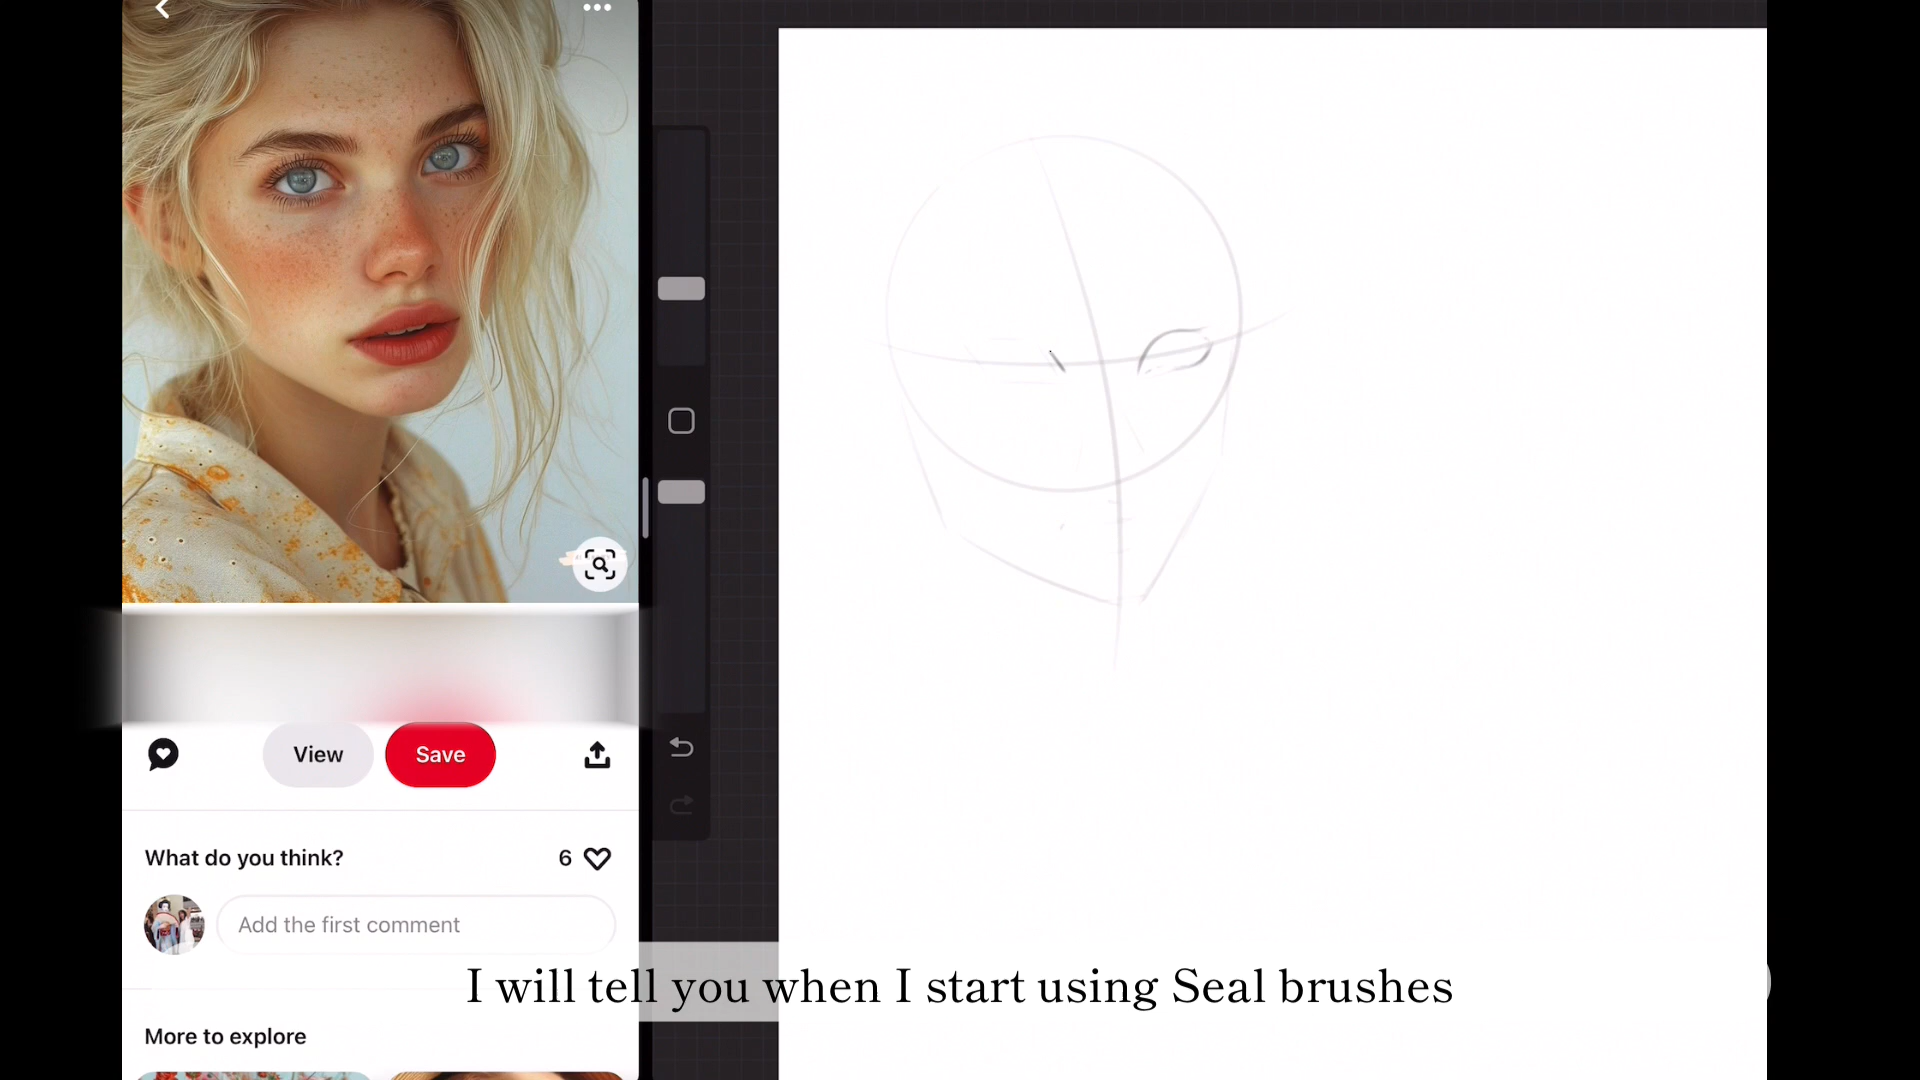 View
Save
What do you think?
6
Add the first comment
I will tell you when I start using Seal brushes
More to explore